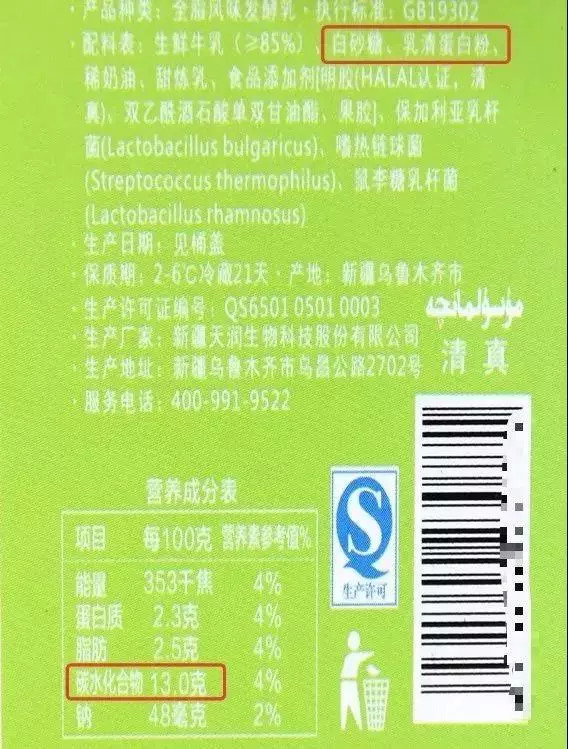 · 产品种类：全脂风味发酵乳 · 执行标准：GB19302
· 配料表：生鲜牛乳（≥85%）、白砂糖、乳清蛋白粉、
稀奶油、甜炼乳、食品添加剂[明胶(HALAL认证，清
真)、双乙酰酒石酸单双甘油酯、果胶]、保加利亚乳杆
菌(Lactobacillus bulgaricus)、嗜热链球菌
(Streptococcus thermophilus)、鼠李糖乳杆菌
(Lactobacillus rhamnosus)
· 生产日期：见桶盖
· 保质期：2-6℃冷藏21天 · 产地：新疆乌鲁木齐市
· 生产许可证编号：QS6501 0501 0003
· 生产厂家：新疆天润生物科技股份有限公司
· 生产地址：新疆乌鲁木齐市乌昌公路2702号
· 服务电话：400-991-9522
مۇسۇلمانچە
清真
营养成分表
项目 每100克 营养素参考值%
能量 353千焦 4%
蛋白质 2.3克 4%
脂肪 2.5克 4%
碳水化合物 13.0克 4%
钠 48毫克 2%
生产许可